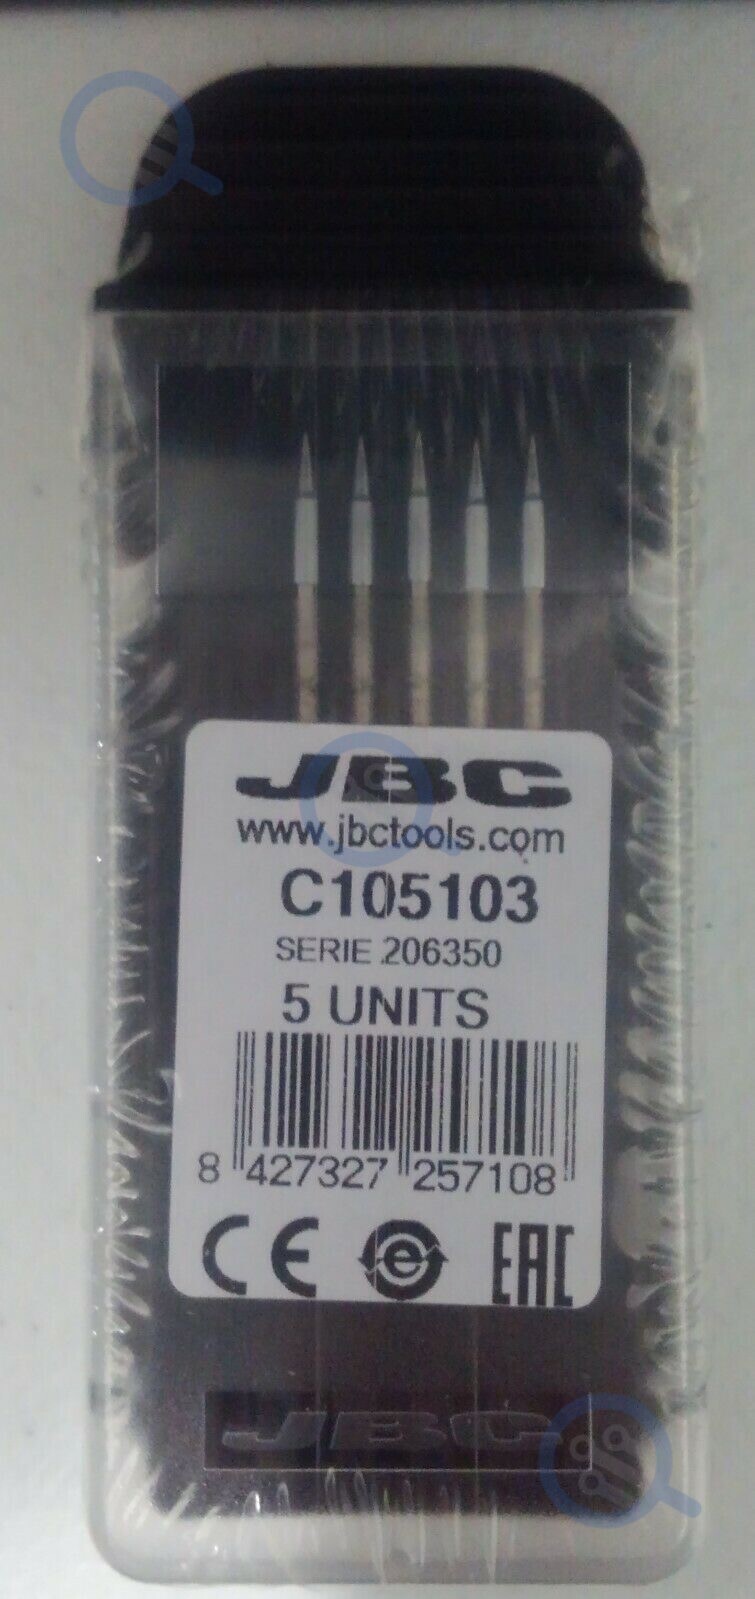 JBC
www.jbctools.com
C105103
SERIE 206350
5 UNITS
8 427327 257108
CE e EAC
JBC